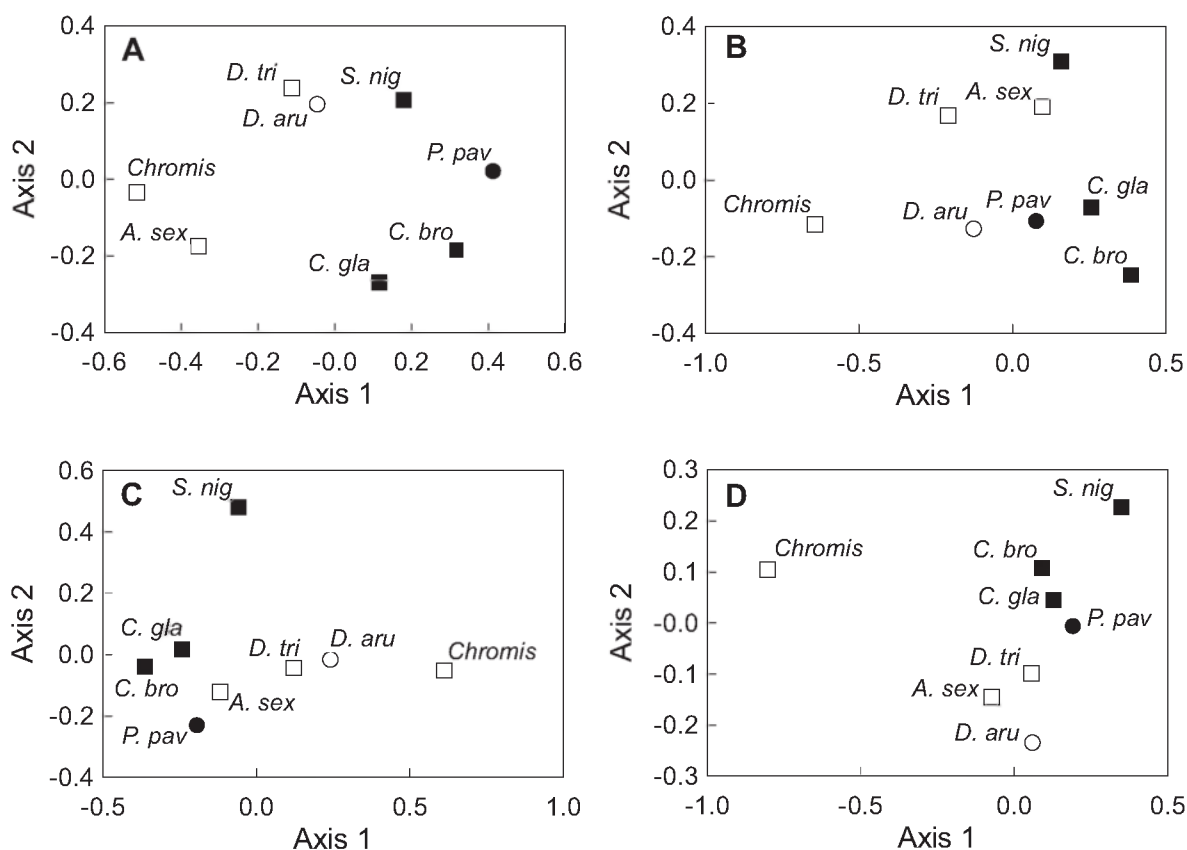 A
0.4
0.2
0.0
-0.2
-0.4
Axis 2
D. tri
S. nig
D. aru
P. pav
Chromis
A. sex
C. bro
C. gla
-0.6 -0.4 -0.2 -0.0 0.2 0.4 0.6
Axis 1
B
0.4
0.2
0.0
-0.2
-0.4
Axis 2
S. nig
D. tri
A. sex
C. gla
P. pav
Chromis
D. aru
C. bro
-1.0 -0.5 0.0 0.5
Axis 1
C
0.6
0.4
0.2
0.0
-0.2
-0.4
Axis 2
S. nig
C. gla
D. tri
D. aru
Chromis
C. bro
A. sex
P. pav
-0.5 0.0 0.5 1.0
Axis 1
D
0.3
0.2
0.1
-0.0
-0.1
-0.2
-0.3
Axis 2
S. nig
Chromis
C. bro
C. gla
P. pav
D. tri
A. sex
D. aru
-1.0 -0.5 0.0 0.5
Axis 1